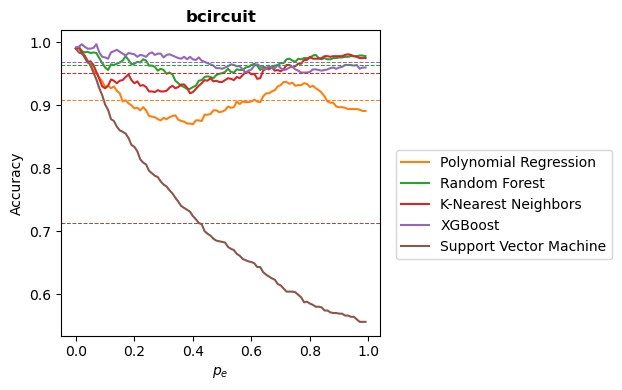 bcircuit
Accuracy
1.0
0.9
0.8
0.7
0.6
0.0 0.2 0.4 0.6 0.8 1.0
p_e
Polynomial Regression
Random Forest
K-Nearest Neighbors
XGBoost
Support Vector Machine